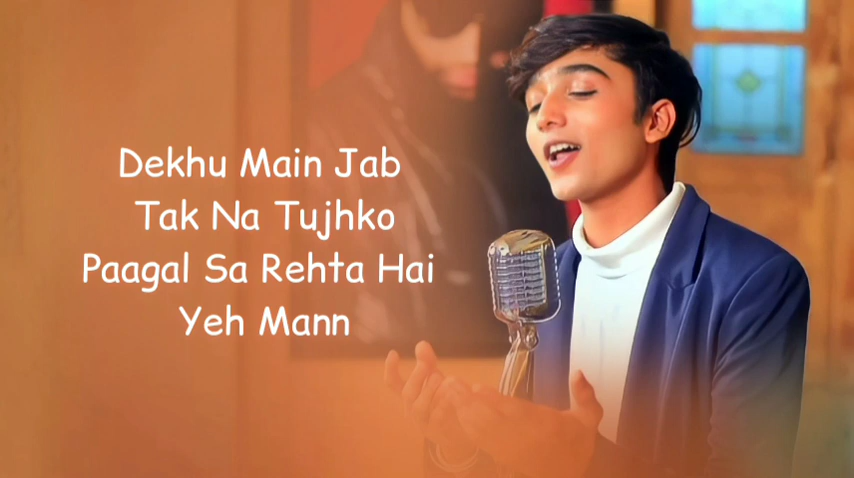 Dekhu Main Jab
Tak Na Tujhko
Paagal Sa Rehta Hai
Yeh Mann